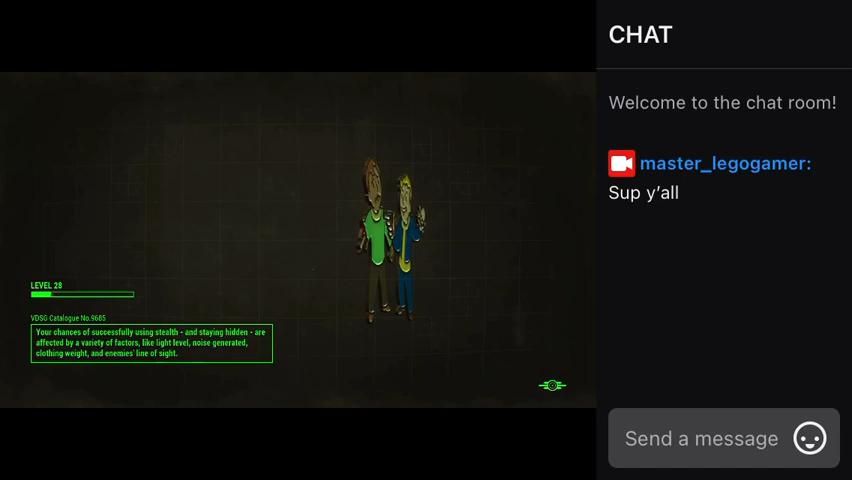 CHAT
Welcome to the chat room!
master_legogamer:
Sup y’all
LEVEL 28
VDSG Catalogue No.9685
Your chances of successfully using stealth - and staying hidden - are
affected by a variety of factors, like light level, noise generated,
clothing weight, and enemies' line of sight.
Send a message